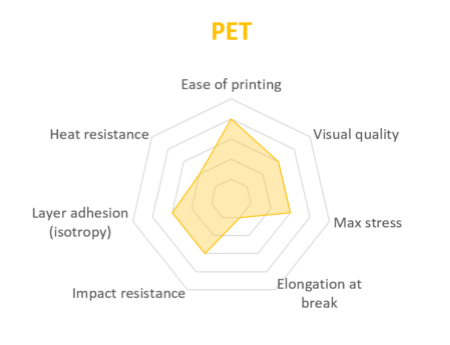 PET
Ease of printing
Heat resistance
Visual quality
Layer adhesion
(isotropy)
Max stress
Impact resistance
Elongation at
break